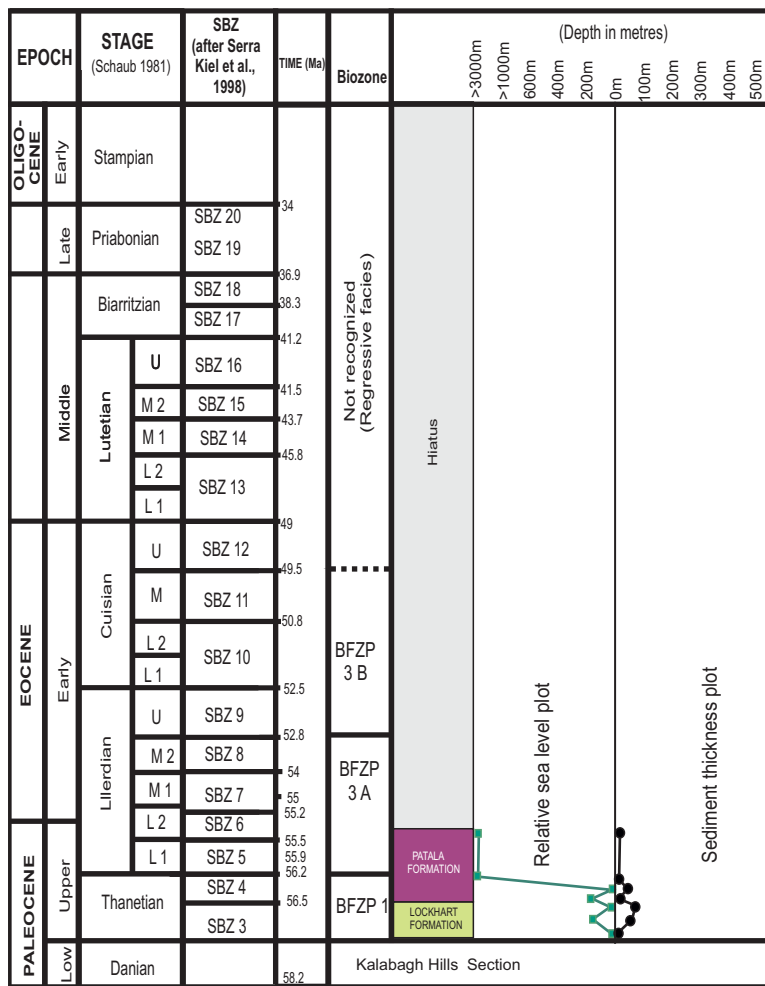 EPOCH
STAGE
(Schaub 1981)
SBZ
(after Serra
Kiel et al.,
1998)
TIME (Ma)
Biozone
(Depth in metres)
>3000m
>1000m
600m
400m
200m
0m
100m
200m
300m
400m
500m
OLIGO-
CENE
Early
Stampian
34
Late
Priabonian
SBZ 20
SBZ 19
36.9
Middle
Biarritzian
SBZ 18
38.3
SBZ 17
41.2
Lutetian
U
SBZ 16
41.5
M 2
SBZ 15
43.7
M 1
SBZ 14
45.8
L 2
SBZ 13
L 1
49
EOCENE
Early
Cuisian
U
SBZ 12
49.5
M
SBZ 11
50.8
L 2
SBZ 10
L 1
52.5
LIlerdian
U
SBZ 9
52.8
M 2
SBZ 8
54
M 1
SBZ 7
55
55.2
L 2
SBZ 6
55.5
L 1
SBZ 5
55.9
56.2
PALEOCENE
Upper
Thanetian
SBZ 4
56.5
SBZ 3
Low
Danian
58.2
Not recognized
(Regressive facies)
BFZP
3 B
BFZP
3 A
BFZP 1
Hiatus
PATALA
FORMATION
LOCKHART
FORMATION
Relative sea level plot
Sediment thickness plot
Kalabagh Hills Section